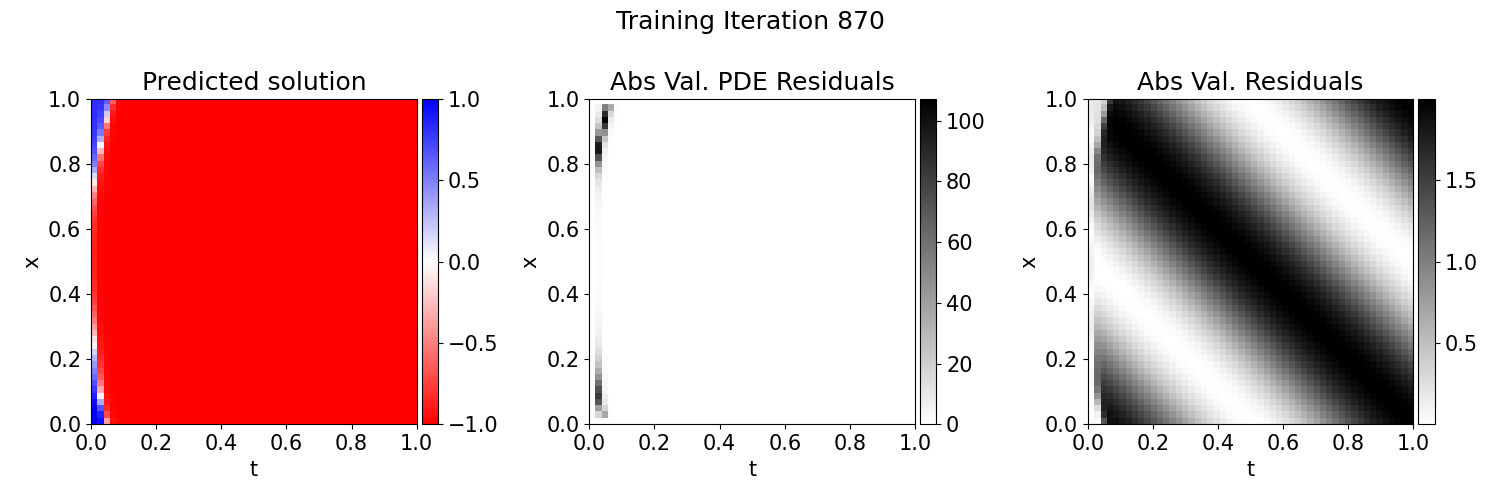 Training Iteration 870
Predicted solution
Abs Val. PDE Residuals
Abs Val. Residuals
1.0
0.8
0.6
0.4
0.2
0.0
x
0.0 0.2 0.4 0.6 0.8 1.0
t
1.0
0.5
0.0
−0.5
−1.0
1.0
0.8
0.6
0.4
0.2
0.0
x
0.0 0.2 0.4 0.6 0.8 1.0
t
100
80
60
40
20
0
1.0
0.8
0.6
0.4
0.2
0.0
x
0.0 0.2 0.4 0.6 0.8 1.0
t
1.5
1.0
0.5